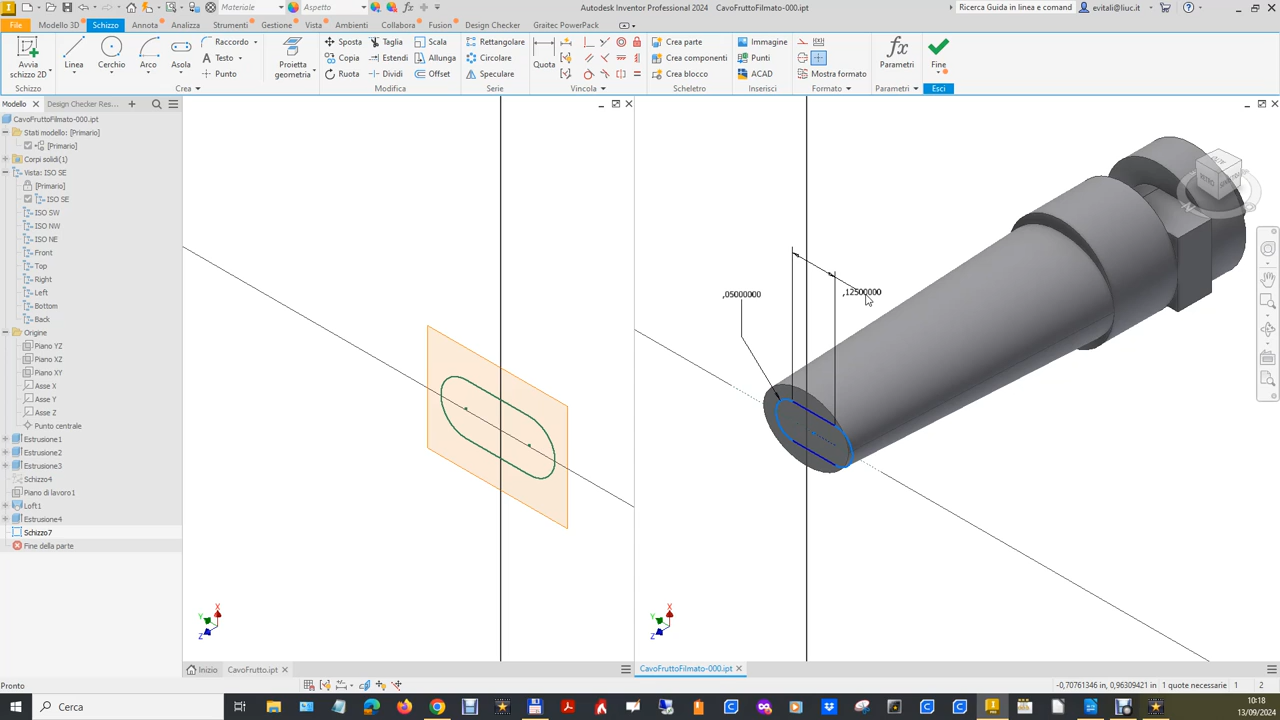 Materiale
Aspetto
Autodesk Inventor Professional 2024 CavoFruttoFilmato-000.ipt
Ricerca Guida in linea e comandi
evitali@liuc.it
File Modello 3D Schizzo Annota Analizza Strumenti Gestisci Vista Ambienti Collabora Fusion Design Checker Graitec PowerPack
Raccordo Sposta Taglia Scala Rettangolare Crea parte Immagine
Avvia schizzo 2D Linea Cerchio Arco Asola Testo Proietta geometria Copia Estendi Allunga Circolare Quota Crea componenti Punti Parametri Fine
Punto Ruota Dividi Offset Speculare Crea blocco ACAD Mostra formato
Schizzo Crea Modifica Serie Vincola Scheletro Inserisci Formato Parametri Esci
Modello Design Checker Res...
CavoFruttoFilmato-000.ipt
Stati modello: [Primario]
[Primario]
Corpi solidi(1)
Vista: ISO SE
[Primario]
ISO SE
ISO SW
ISO NW
ISO NE
Front
Top
Right
Left
Bottom
Back
Origine
Piano YZ
Piano XZ
Piano XY
Asse X
Asse Y
Asse Z
Punto centrale
Estrusione1
Estrusione2
Estrusione3
Schizzo4
Piano di lavoro1
Loft1
Estrusione4
Schizzo7
Fine della parte
,05000000
,12500000
RETRO
X
Y
Z
X
Y
Z
Inizio CavoFrutto.ipt
CavoFruttoFilmato-000.ipt
Pronto
-0,70761346 in, 0,96309421 in 1 quote necessarie 1 2
Cerca
10:18
13/09/2024